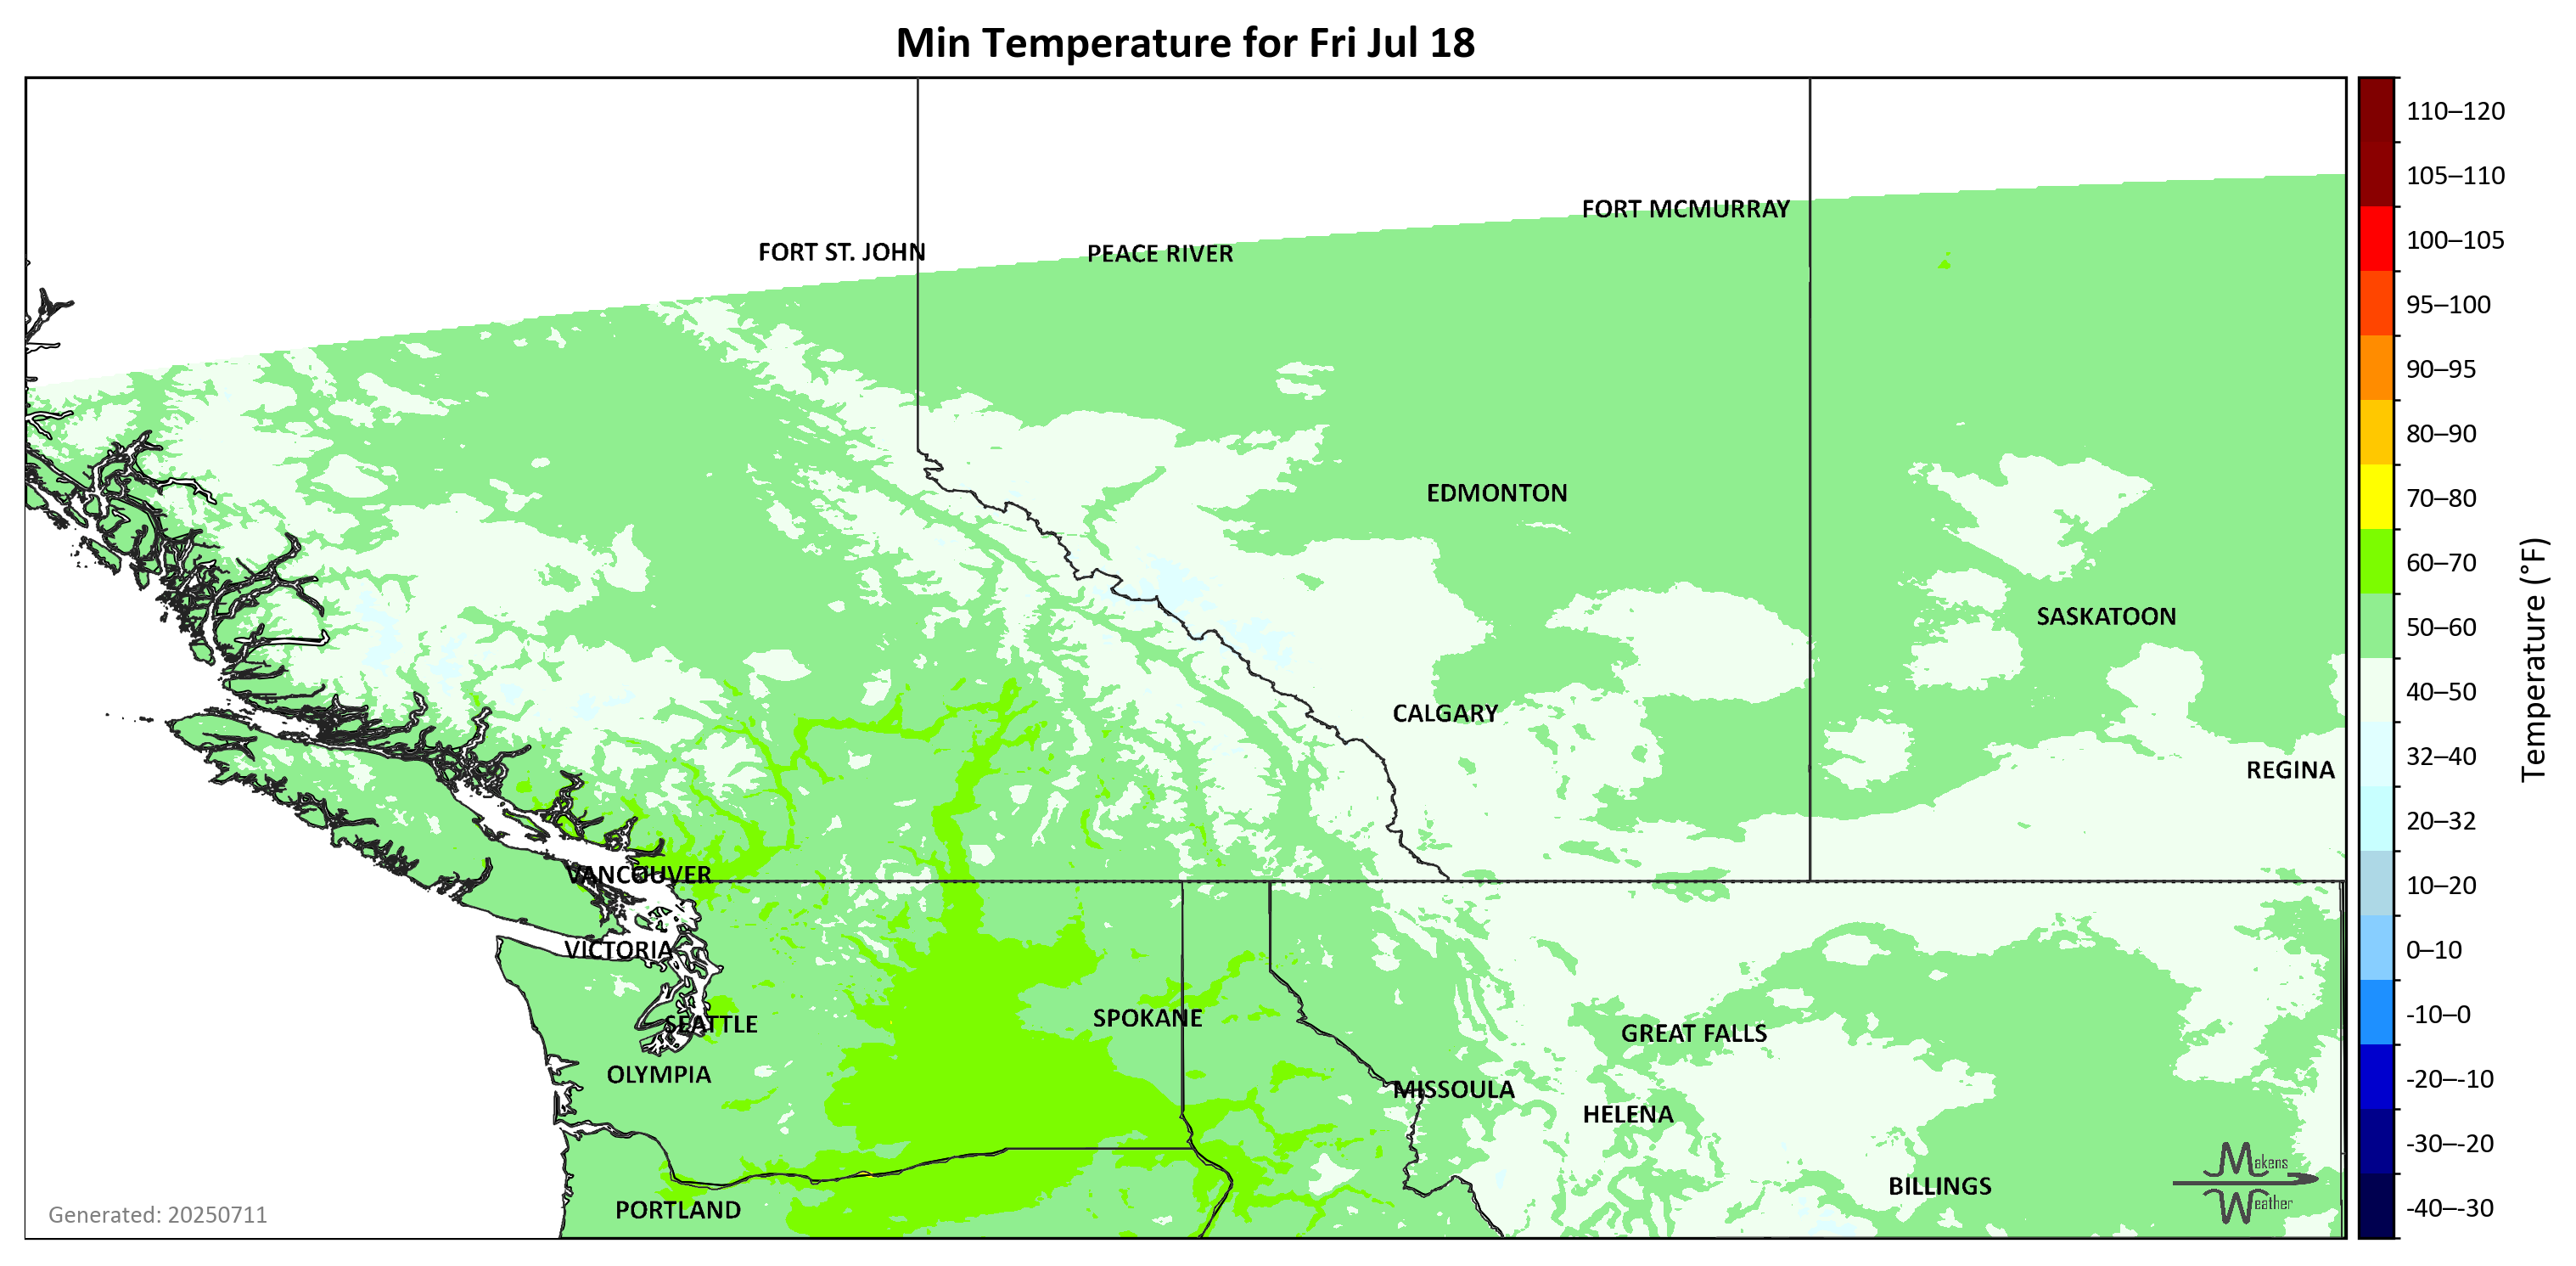 Min Temperature for Fri Jul 18
110–120
105–110
FORT MCMURRAY
FORT ST. JOHN
PEACE RIVER
100–105
95–100
90–95
80–90
EDMONTON
70–80
60–70
SASKATOON
50–60
CALGARY
40–50
REGINA
32–40
20–32
VANCOUVER
10–20
VICTORIA
0–10
SPOKANE
SEATTLE
GREAT FALLS
-10–0
OLYMPIA
MISSOULA
-20–-10
HELENA
-30–-20
Makens
Weather
BILLINGS
PORTLAND
-40–-30
Generated: 20250711
Temperature (°F)